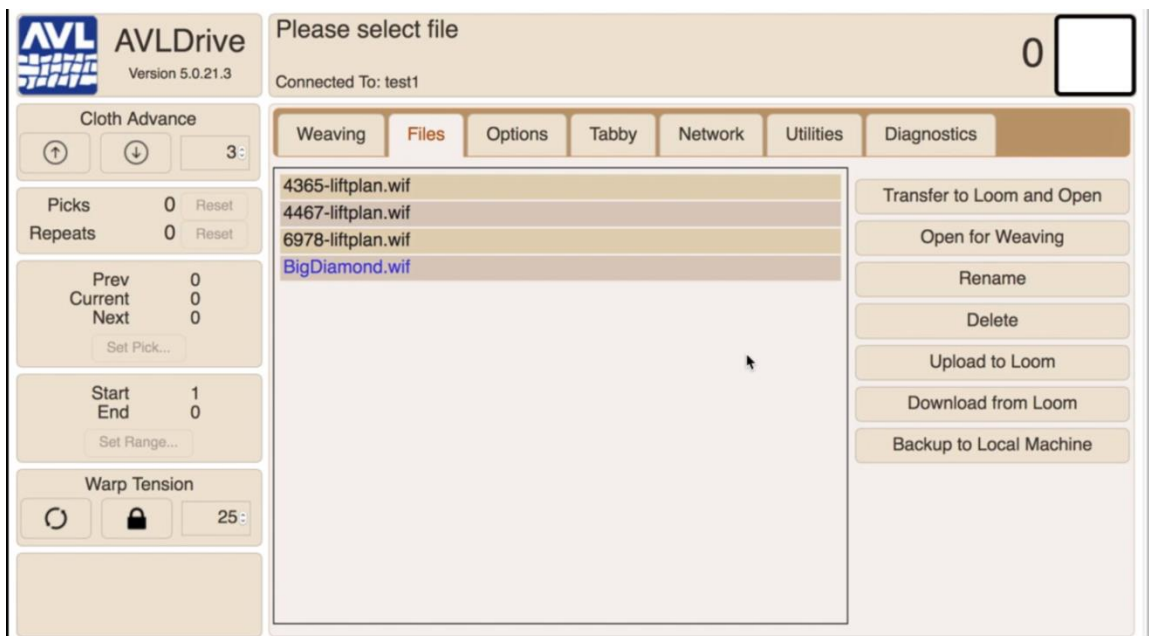 AVL
AVLDrive
Version 5.0.21.3
Please select file
Connected To: test1
0
Cloth Advance
3
Picks 0 Reset
Repeats 0 Reset
Prev 0
Current 0
Next 0
Set Pick...
Start 1
End 0
Set Range...
Warp Tension
25
Weaving Files Options Tabby Network Utilities Diagnostics
4365-liftplan.wif
4467-liftplan.wif
6978-liftplan.wif
BigDiamond.wif
Transfer to Loom and Open
Open for Weaving
Rename
Delete
Upload to Loom
Download from Loom
Backup to Local Machine